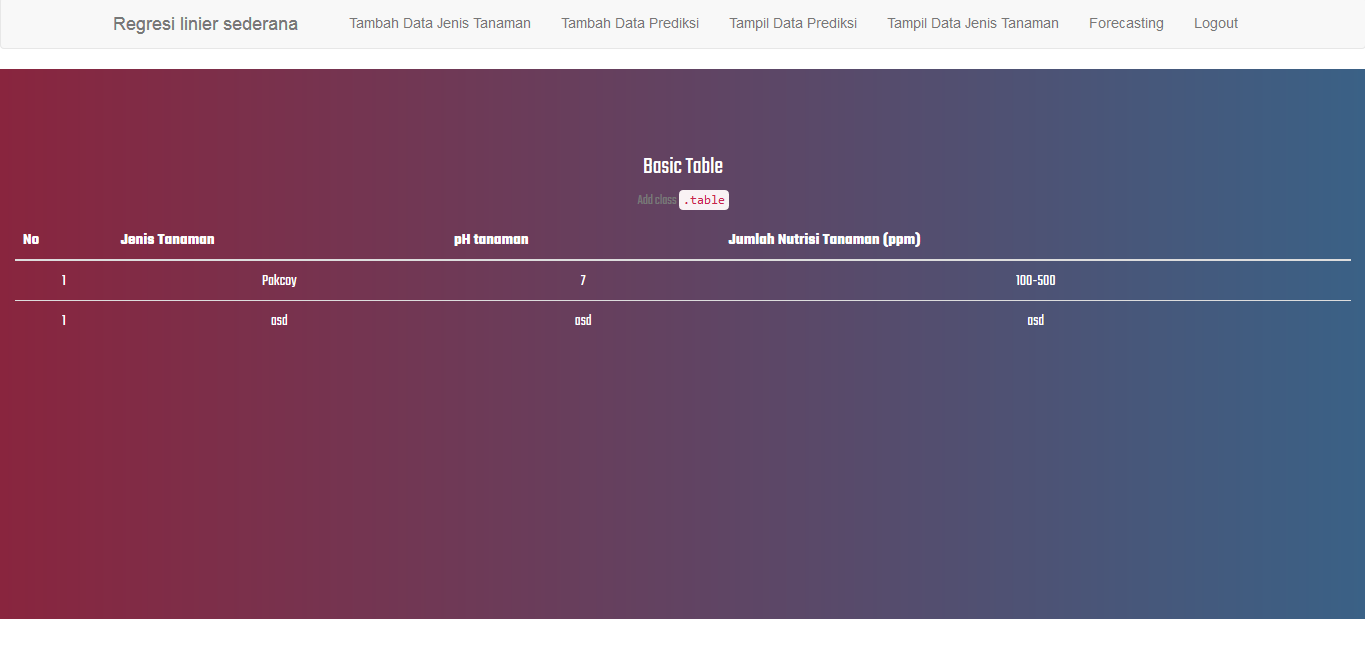 Regresi linier sederana Tambah Data Jenis Tanaman Tambah Data Prediksi Tampil Data Prediksi Tampil Data Jenis Tanaman Forecasting Logout
Basic Table
Add class .table
No Jenis Tanaman pH tanaman Jumlah Nutrisi Tanaman (ppm)
1 Pakcoy 7 100-500
1 asd asd asd